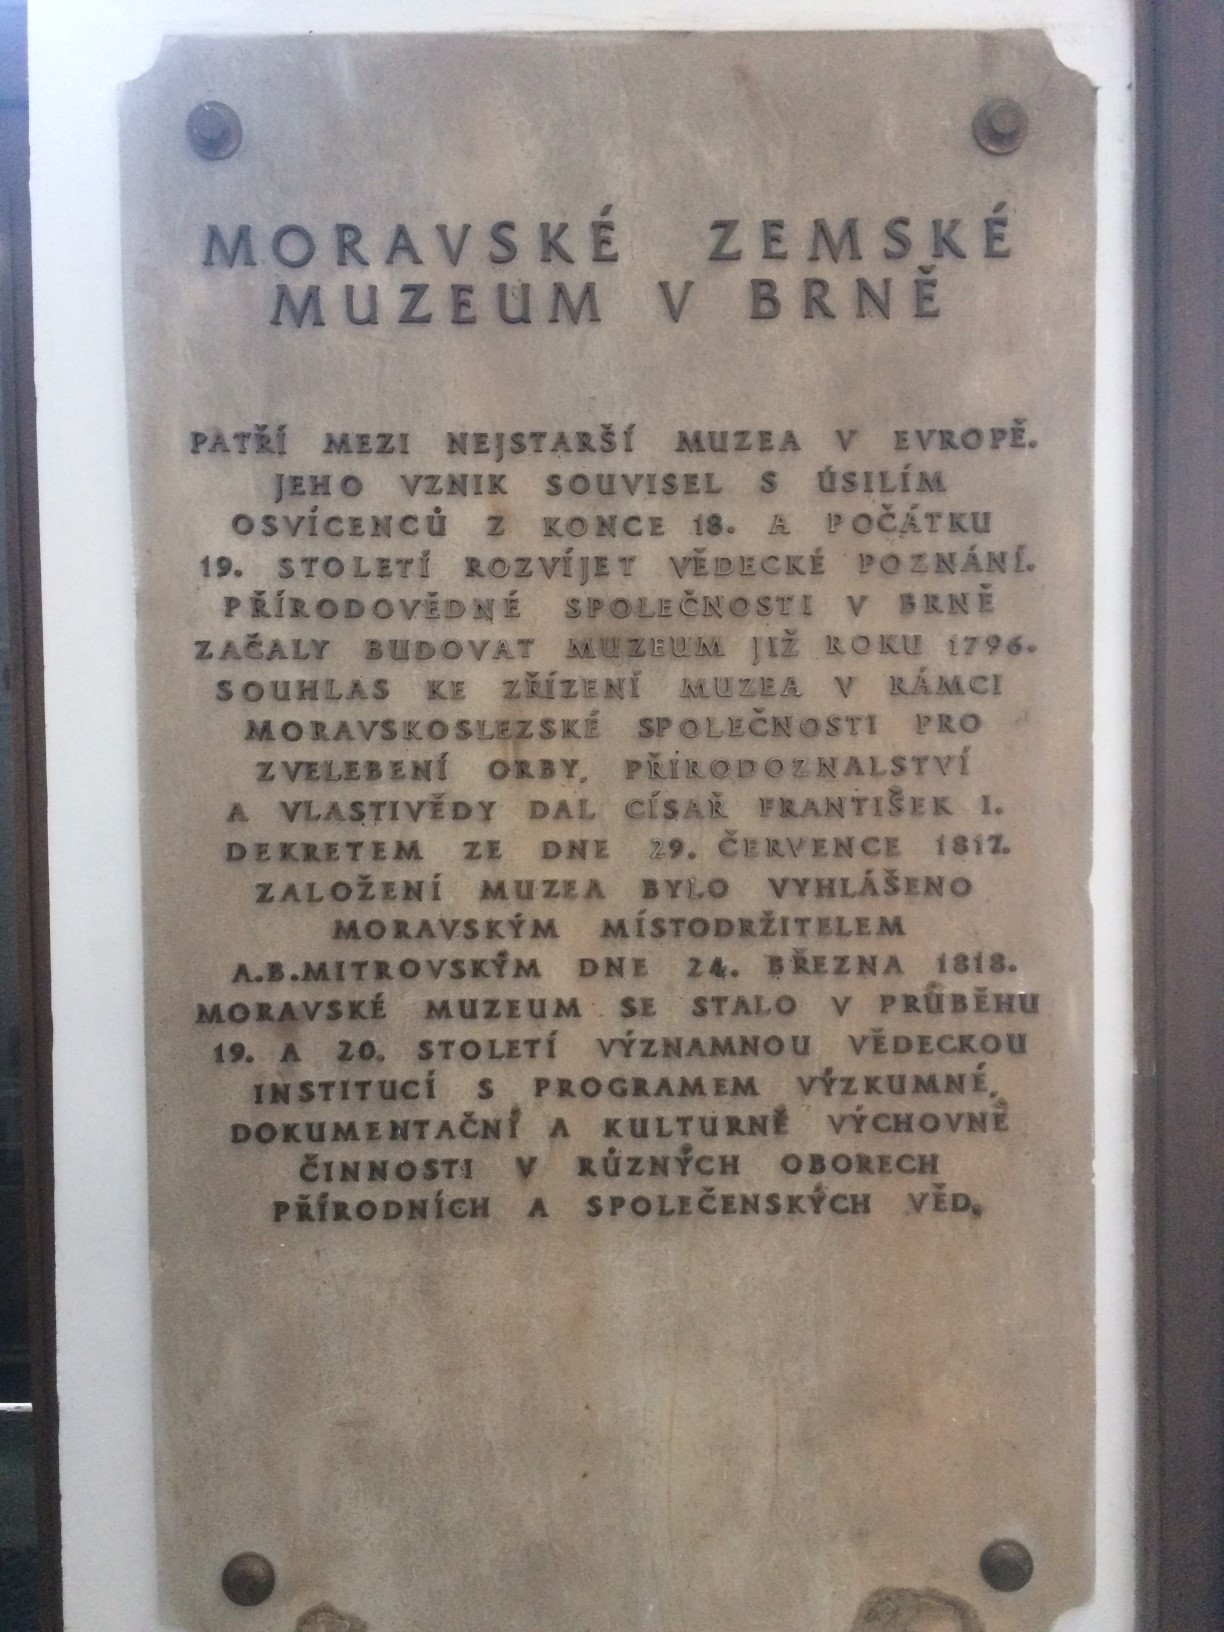 MORAVSKÉ ZEMSKÉ
MUZEUM V BRNĚ
PATŘÍ MEZI NEJSTARŠÍ MUZEA V EVROPĚ.
JEHO VZNIK SOUVISEL S ÚSILÍM
OSVÍCENCŮ Z KONCE 18. A POČÁTKU
19. STOLETÍ ROZVÍJET VĚDECKÉ POZNÁNÍ.
PŘÍRODOVĚDNÉ SPOLEČNOSTI V BRNĚ
ZAČALY BUDOVAT MUZEUM JIŽ ROKU 1796.
SOUHLAS KE ZŘÍZENÍ MUZEA V RÁMCI
MORAVSKOSLEZSKÉ SPOLEČNOSTI PRO
ZVELEBENÍ ORBY, PŘÍRODOZNALSTVÍ
A VLASTIVĚDY DAL CÍSAŘ FRANTIŠEK I.
DEKRETEM ZE DNE 29. ČERVENCE 1817.
ZALOŽENÍ MUZEA BYLO VYHLÁŠENO
MORAVSKÝM MÍSTODRŽITELEM
A.B.MITROVSKÝM DNE 24. BŘEZNA 1818.
MORAVSKÉ MUZEUM SE STALO V PRŮBĚHU
19. A 20. STOLETÍ VÝZNAMNOU VĚDECKOU
INSTITUCÍ S PROGRAMEM VÝZKUMNÉ,
DOKUMENTAČNÍ A KULTURNĚ VÝCHOVNÉ
ČINNOSTI V RŮZNÝCH OBORECH
PŘÍRODNÍCH A SPOLEČENSKÝCH VĚD.